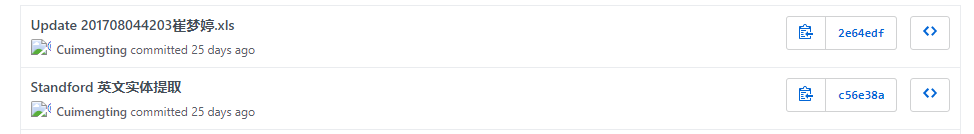 Update 201708044203崔梦婷.xls
2e64edf
Cuimengting committed 25 days ago
Standford 英文实体提取
c56e38a
Cuimengting committed 25 days ago